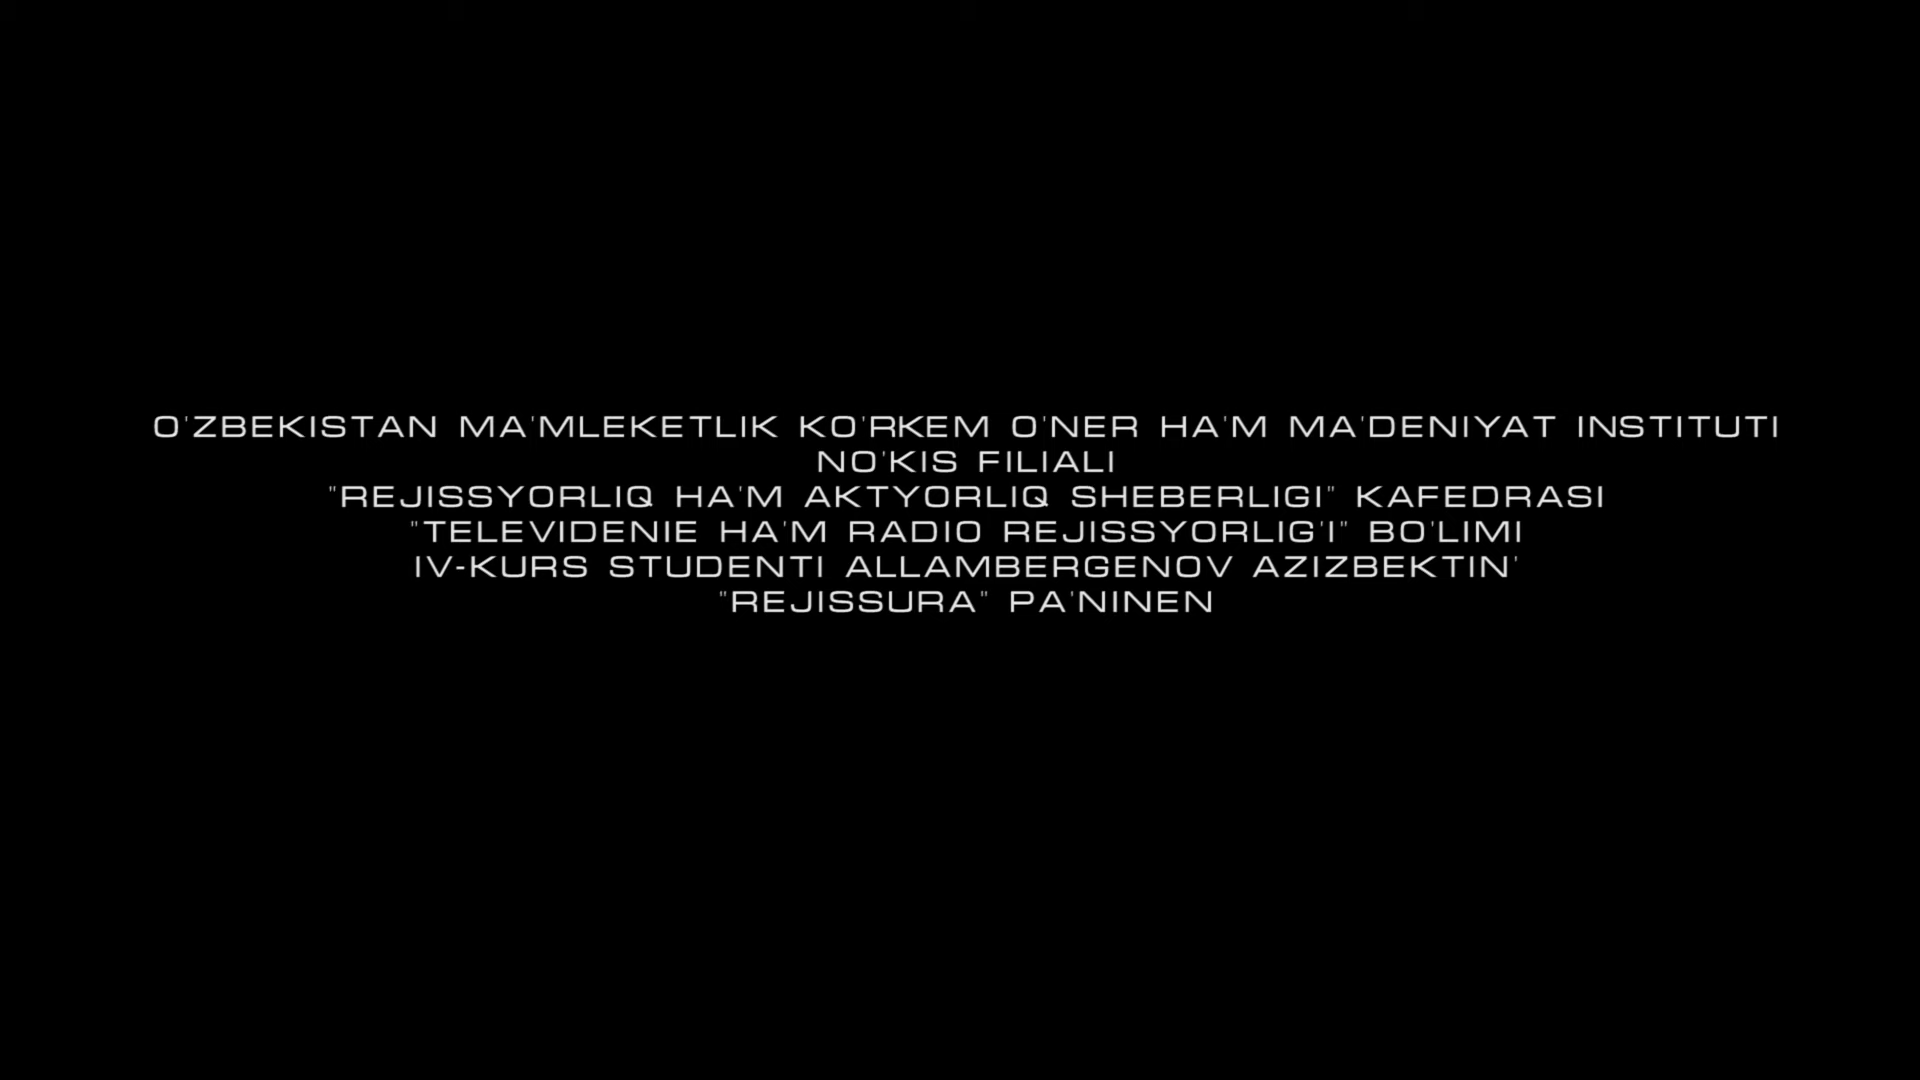 O'ZBEKISTAN MA'MLEKETLIK KO'RKEM O'NER HA'M MA'DENIYAT INSTITUTI
NO'KIS FILIALI
"REJISSYORLIQ HA'M AKTYORLIQ SHEBERLIGI" KAFEDRASI
"TELEVIDENIE HA'M RADIO REJISSYORLIG'I" BO'LIMI
IV-KURS STUDENTI ALLAMBERGENOV AZIZBEKTIN'
"REJISSURA" PA'NINEN